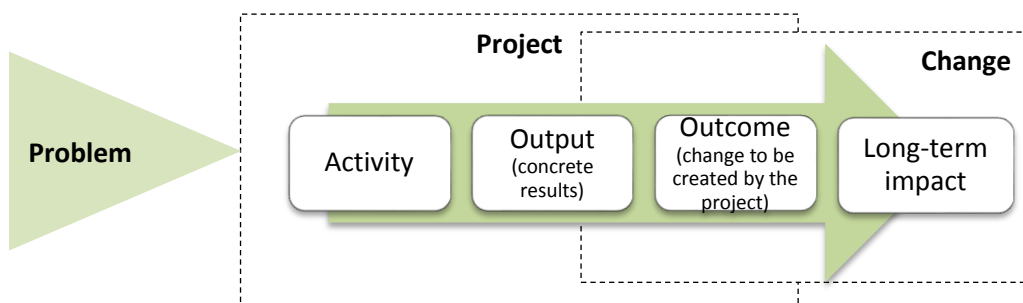 Project
Change
Problem
Activity
Output
(concrete
results)
Outcome
(change to be
created by the
project)
Long-term
impact